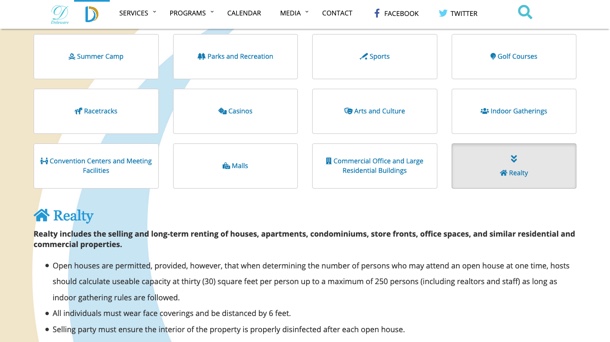 SERVICES PROGRAMS CALENDAR MEDIA CONTACT FACEBOOK TWITTER
Summer Camp
Parks and Recreation
Sports
Golf Courses
Racetracks
Casinos
Arts and Culture
Indoor Gatherings
Convention Centers and Meeting
Facilities
Malls
Commercial Office and Large
Residential Buildings
Realty
Realty
Realty includes the selling and long-term renting of houses, apartments, condominiums, store fronts, office spaces, and similar residential and
commercial properties.
Open houses are permitted, provided, however, that when determining the number of persons who may attend an open house at one time, hosts
should calculate useable capacity at thirty (30) square feet per person up to a maximum of 250 persons (including realtors and staff) as long as
indoor gathering rules are followed.
All individuals must wear face coverings and be distanced by 6 feet.
Selling party must ensure the interior of the property is properly disinfected after each open house.